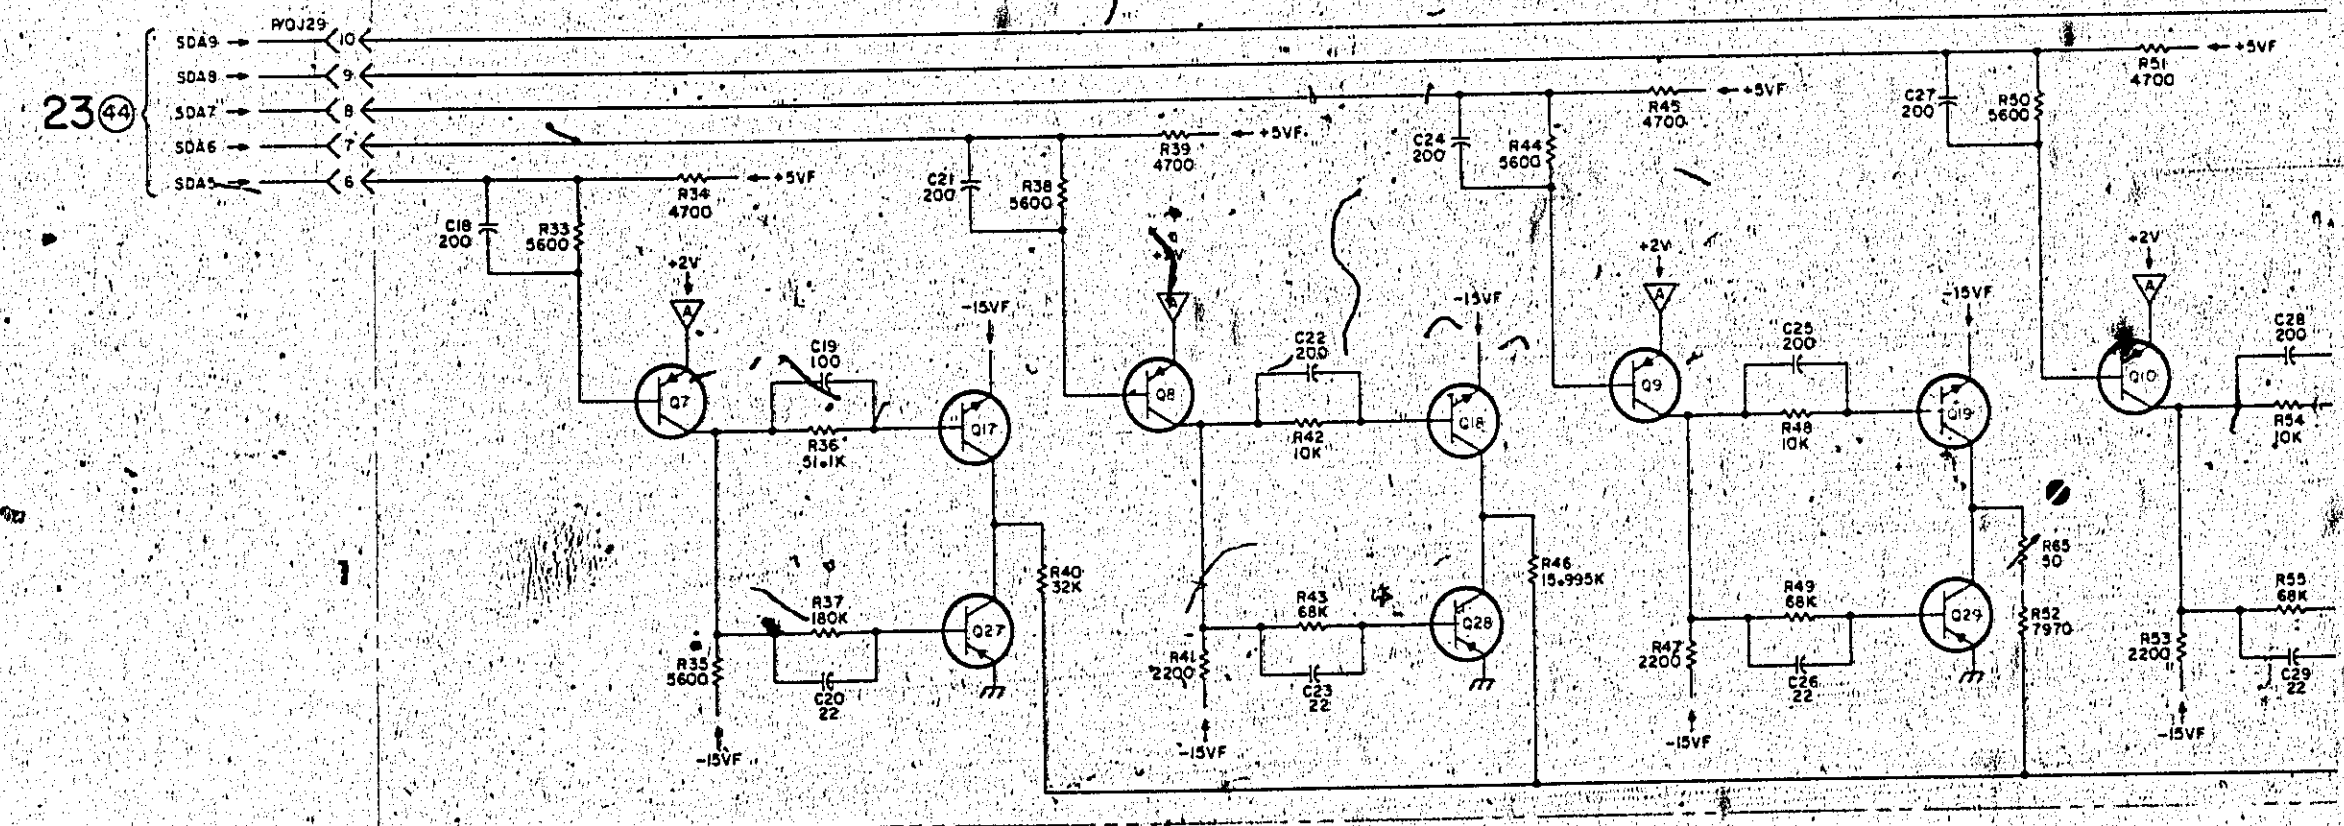 P/OJ29
SDA9
10
SDA8
9
23 44
SDA7
8
SDA6
7
SDA5
6
+5VF
R51
4700
C27
200
R50
5600
+5VF
R45
4700
C24
200
R44
5600
+5VF
R39
4700
C21
200
R38
5600
+5VF
R34
4700
C18
200
R33
5600
+2V
A
-15VF
A
-15VF
+2V
A
-15VF
+2V
A
Q7
C19
100
R36
51.1K
Q17
Q8
C22
200
R42
10K
Q18
Q9
C25
200
R48
10K
Q19
Q10
C28
200
R54
10K
R35
5600
R37
180K
C20
22
Q27
R40
32K
R41
2200
R43
68K
C23
22
Q28
R46
15.995K
R47
2200
R49
68K
C26
22
Q29
R65
50
R52
7970
R53
2200
R55
68K
C29
22
-15VF
-15VF
-15VF
-15VF